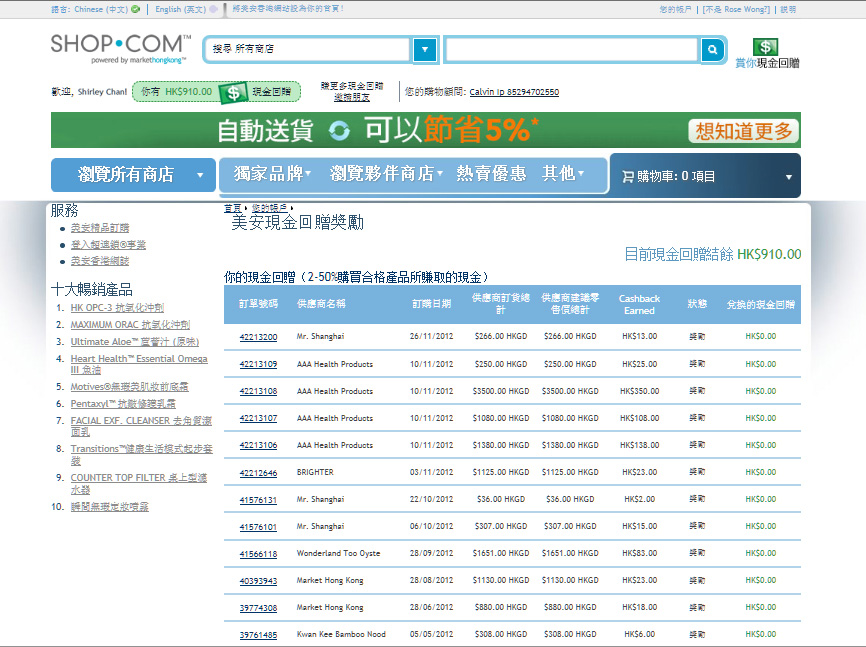 語言: Chinese (中文) | English (英文) | 將美安香港網站設為你的首頁!
您的帳戶 | [不是 Rose Wong?] | 說明
SHOP•COM™
powered by markethongkong™
搜尋 所有商店
賞你現金回贈
歡迎, Shirley Chan!
你有 HK$910.00 $ 現金回贈
賺更多現金回贈
邀請朋友
您的購物顧問: Calvin Ip 85294702550
自動送貨 可以節省5%*
想知道更多
瀏覽所有商店
獨家品牌 瀏覽夥伴商店 熱賣優惠 其他
購物車: 0 項目
服務
美安精品訂購
登入超連鎖®事業
美安香港網誌
十大暢銷產品
1. HK OPC-3 抗氧化沖劑
2. MAXIMUM ORAC 抗氧化沖劑
3. Ultimate Aloe™ 蘆薈汁 (原味)
4. Heart Health™ Essential Omega
III 魚油
5. Motives®無瑕美肌妝前底霜
6. Pentaxyl™ 抗皺修護乳霜
7. FACIAL EXF. CLEANSER 去角質潔
面乳
8. Transitions™健康生活模式起步套
裝
9. COUNTER TOP FILTER 桌上型濾
水器
10. 瞬間無瑕定妝噴霧
首頁 您的帳戶
美安現金回贈獎勵
目前現金回贈結餘 HK$910.00
你的現金回贈（2-50%購買合格產品所賺取的現金）
訂單號碼 供應商名稱 訂購日期 供應商訂貨總計 供應商建議零售價總計 Cashback Earned 狀態 兌換的現金回贈
42213200 Mr. Shanghai 26/11/2012 $266.00 HKGD $266.00 HKGD HK$13.00 獎勵 HK$0.00
42213109 AAA Health Products 10/11/2012 $250.00 HKGD $250.00 HKGD HK$25.00 獎勵 HK$0.00
42213108 AAA Health Products 10/11/2012 $3500.00 HKGD $3500.00 HKGD HK$350.00 獎勵 HK$0.00
42213107 AAA Health Products 10/11/2012 $1080.00 HKGD $1080.00 HKGD HK$108.00 獎勵 HK$0.00
42213106 AAA Health Products 10/11/2012 $1380.00 HKGD $1380.00 HKGD HK$138.00 獎勵 HK$0.00
42212646 BRIGHTER 03/11/2012 $1125.00 HKGD $1125.00 HKGD HK$23.00 獎勵 HK$0.00
41576131 Mr. Shanghai 22/10/2012 $36.00 HKGD $36.00 HKGD HK$2.00 獎勵 HK$0.00
41576101 Mr. Shanghai 06/10/2012 $307.00 HKGD $307.00 HKGD HK$15.00 獎勵 HK$0.00
41566118 Wonderland Too Oyste 28/09/2012 $1651.00 HKGD $1651.00 HKGD HK$83.00 獎勵 HK$0.00
40393943 Market Hong Kong 28/08/2012 $1130.00 HKGD $1130.00 HKGD HK$23.00 獎勵 HK$0.00
39774308 Market Hong Kong 28/06/2012 $880.00 HKGD $880.00 HKGD HK$18.00 獎勵 HK$0.00
39761485 Kwan Kee Bamboo Nood 05/05/2012 $308.00 HKGD $308.00 HKGD HK$6.00 獎勵 HK$0.00